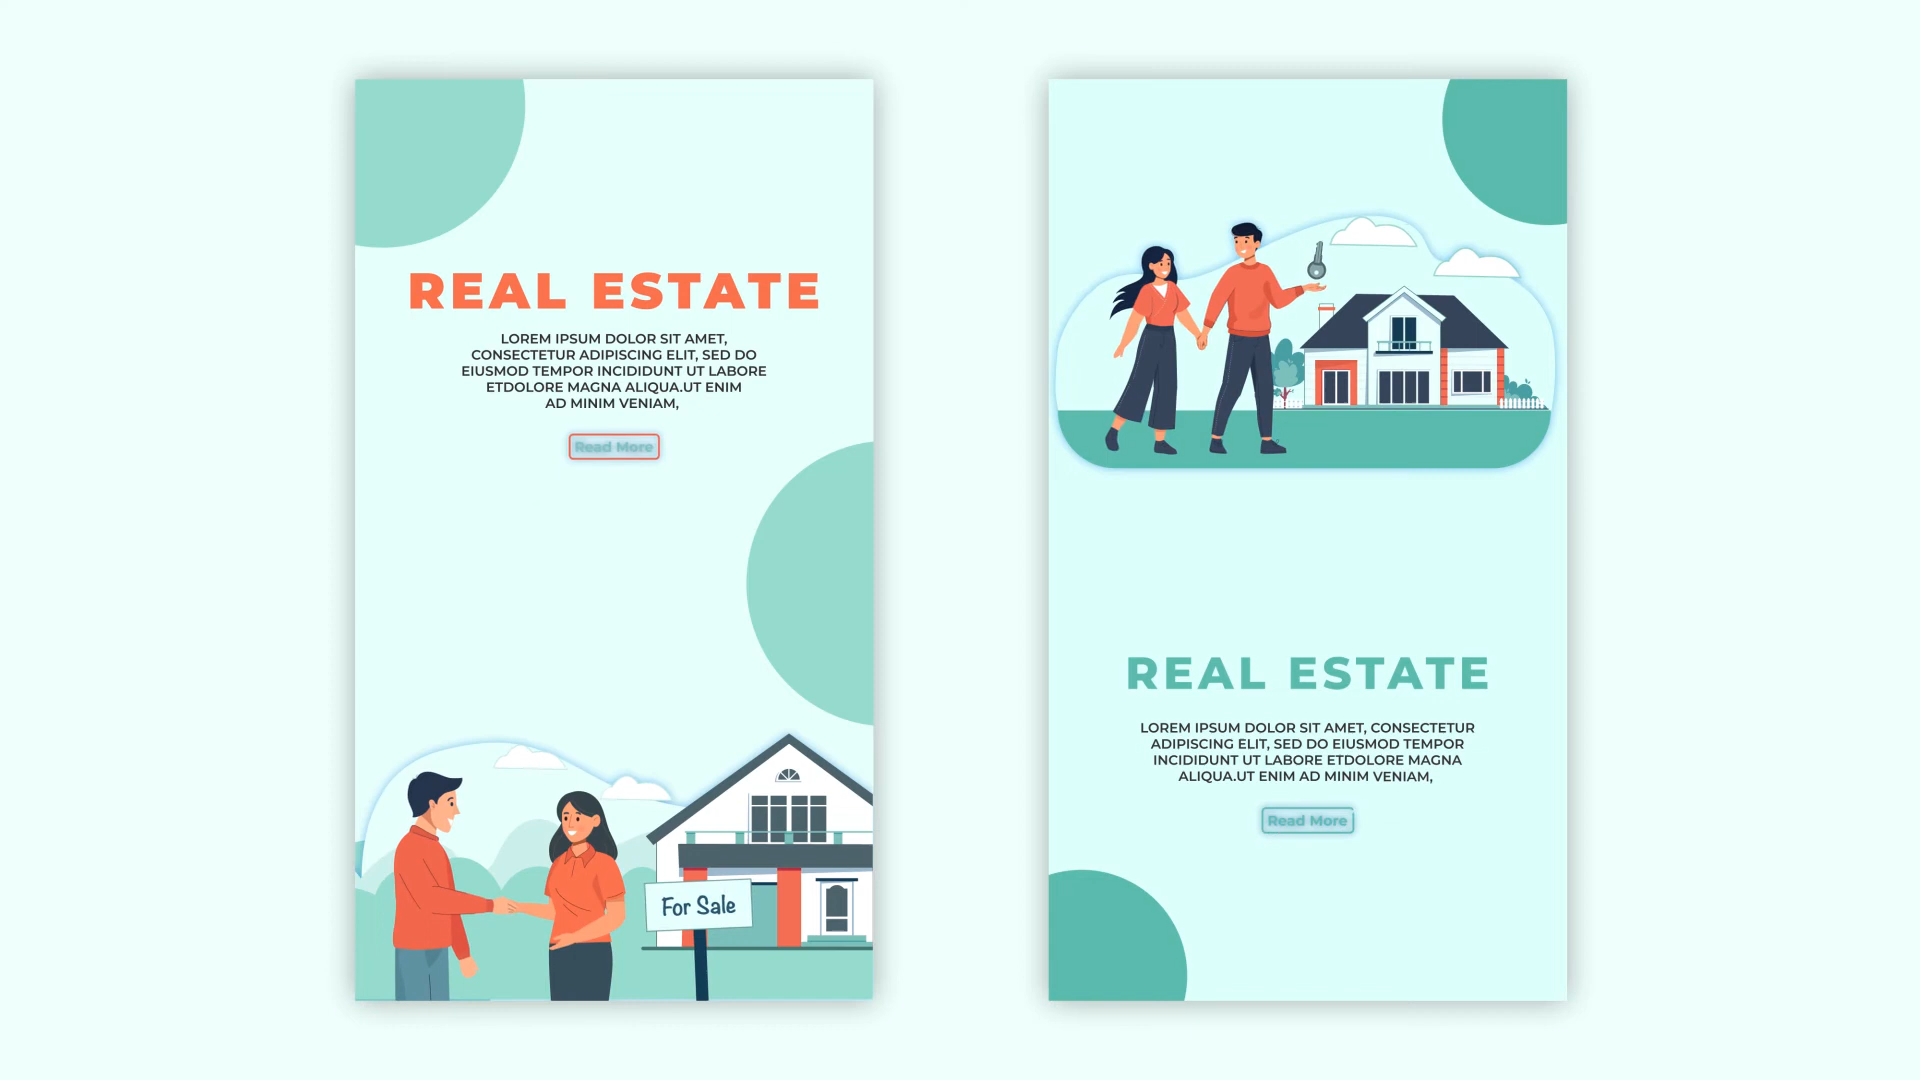 REAL ESTATE
LOREM IPSUM DOLOR SIT AMET,
CONSECTETUR ADIPISCING ELIT, SED DO
EIUSMOD TEMPOR INCIDIDUNT UT LABORE
ETDOLORE MAGNA ALIQUA.UT ENIM
AD MINIM VENIAM,
Read More
For Sale
REAL ESTATE
LOREM IPSUM DOLOR SIT AMET, CONSECTETUR
ADIPISCING ELIT, SED DO EIUSMOD TEMPOR
INCIDIDUNT UT LABORE ETDOLORE MAGNA
ALIQUA.UT ENIM AD MINIM VENIAM,
Read More